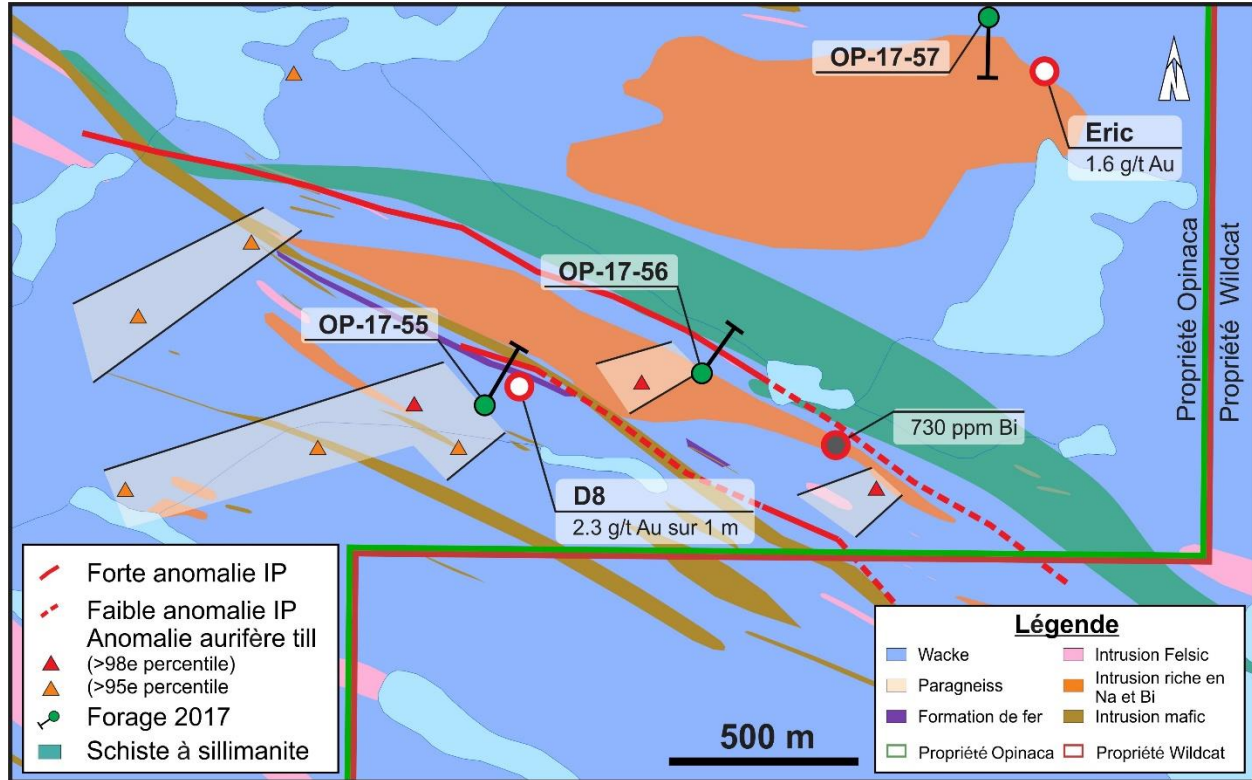 OP-17-57
Eric
1.6 g/t Au
Propriété Opinaca
Propriété Wildcat
OP-17-56
OP-17-55
730 ppm Bi
D8
2.3 g/t Au sur 1 m
Forte anomalie IP
Faible anomalie IP
Anomalie aurifère till
(>98e percentile)
(>95e percentile
Forage 2017
Schiste à sillimanite
500 m
Légende
Wacke
Intrusion Felsic
Paragneiss
Intrusion riche en
Na et Bi
Formation de fer
Intrusion mafic
Propriété Opinaca
Propriété Wildcat